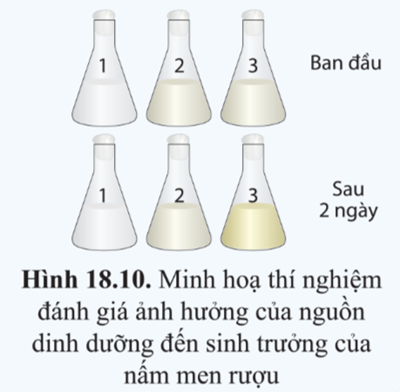 1 2 3 Ban đầu
1 2 3 Sau
2 ngày
Hình 18.10. Minh hoạ thí nghiệm
đánh giá ảnh hưởng của nguồn
dinh dưỡng đến sinh trưởng của
nấm men rượu